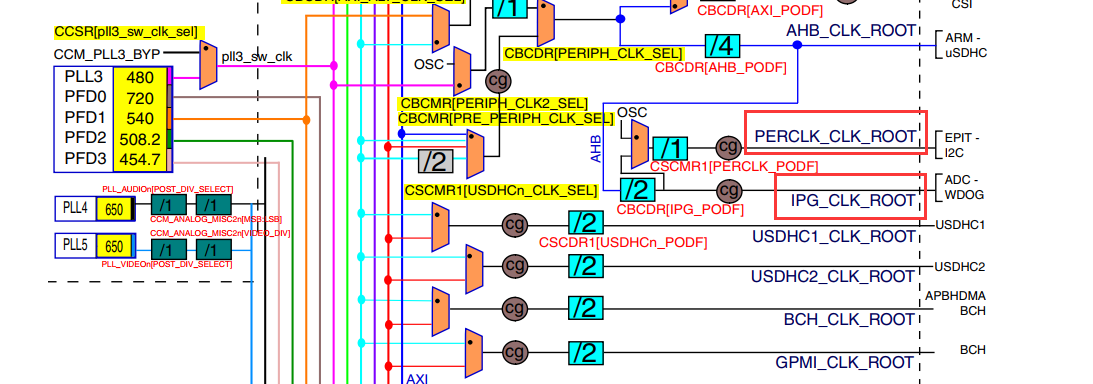 /1
CBCDR[AXI_PODF]
CSI
CCSR[pll3_sw_clk_sel]
AHB_CLK_ROOT
ARM -
uSDHC
CCM_PLL3_BYP
pll3_sw_clk
CBCDR[PERIPH_CLK_SEL]
/4
CBCDR[AHB_PODF]
OSC
cg
PLL3 480
PFD0 720
PFD1 540
PFD2 508.2
PFD3 454.7
CBCMR[PERIPH_CLK2_SEL]
CBCMR[PRE_PERIPH_CLK_SEL]
OSC
AHB
/1
cg
PERCLK_CLK_ROOT
EPIT -
I2C
CSCMR1[PERCLK_PODF]
/2
CSCMR1[USDHCn_CLK_SEL]
/2
cg
IPG_CLK_ROOT
ADC -
WDOG
CBCDR[IPG_PODF]
PLL_AUDIOn[POST_DIV_SELECT]
PLL4 650 /1 /1
CCM_ANALOG_MISC2n[MSB:LSB]
CCM_ANALOG_MISC2n[VIDEO_DIV]
PLL5 650 /1 /1
PLL_VIDEOn[POST_DIV_SELECT]
cg /2 USDHC1
CSCDR1[USDHCn_PODF]
USDHC1_CLK_ROOT
cg /2 USDHC2
USDHC2_CLK_ROOT
APBHDMA
BCH
cg /2
BCH_CLK_ROOT
cg /2 BCH
GPMI_CLK_ROOT
AXI